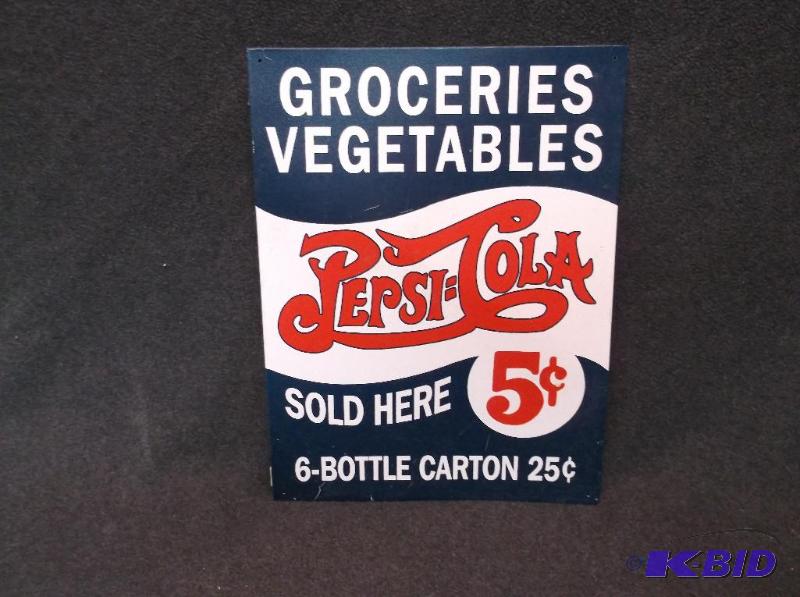 GROCERIES
VEGETABLES
PEPSI=COLA
SOLD HERE 5¢
6-BOTTLE CARTON 25¢
© K-BID